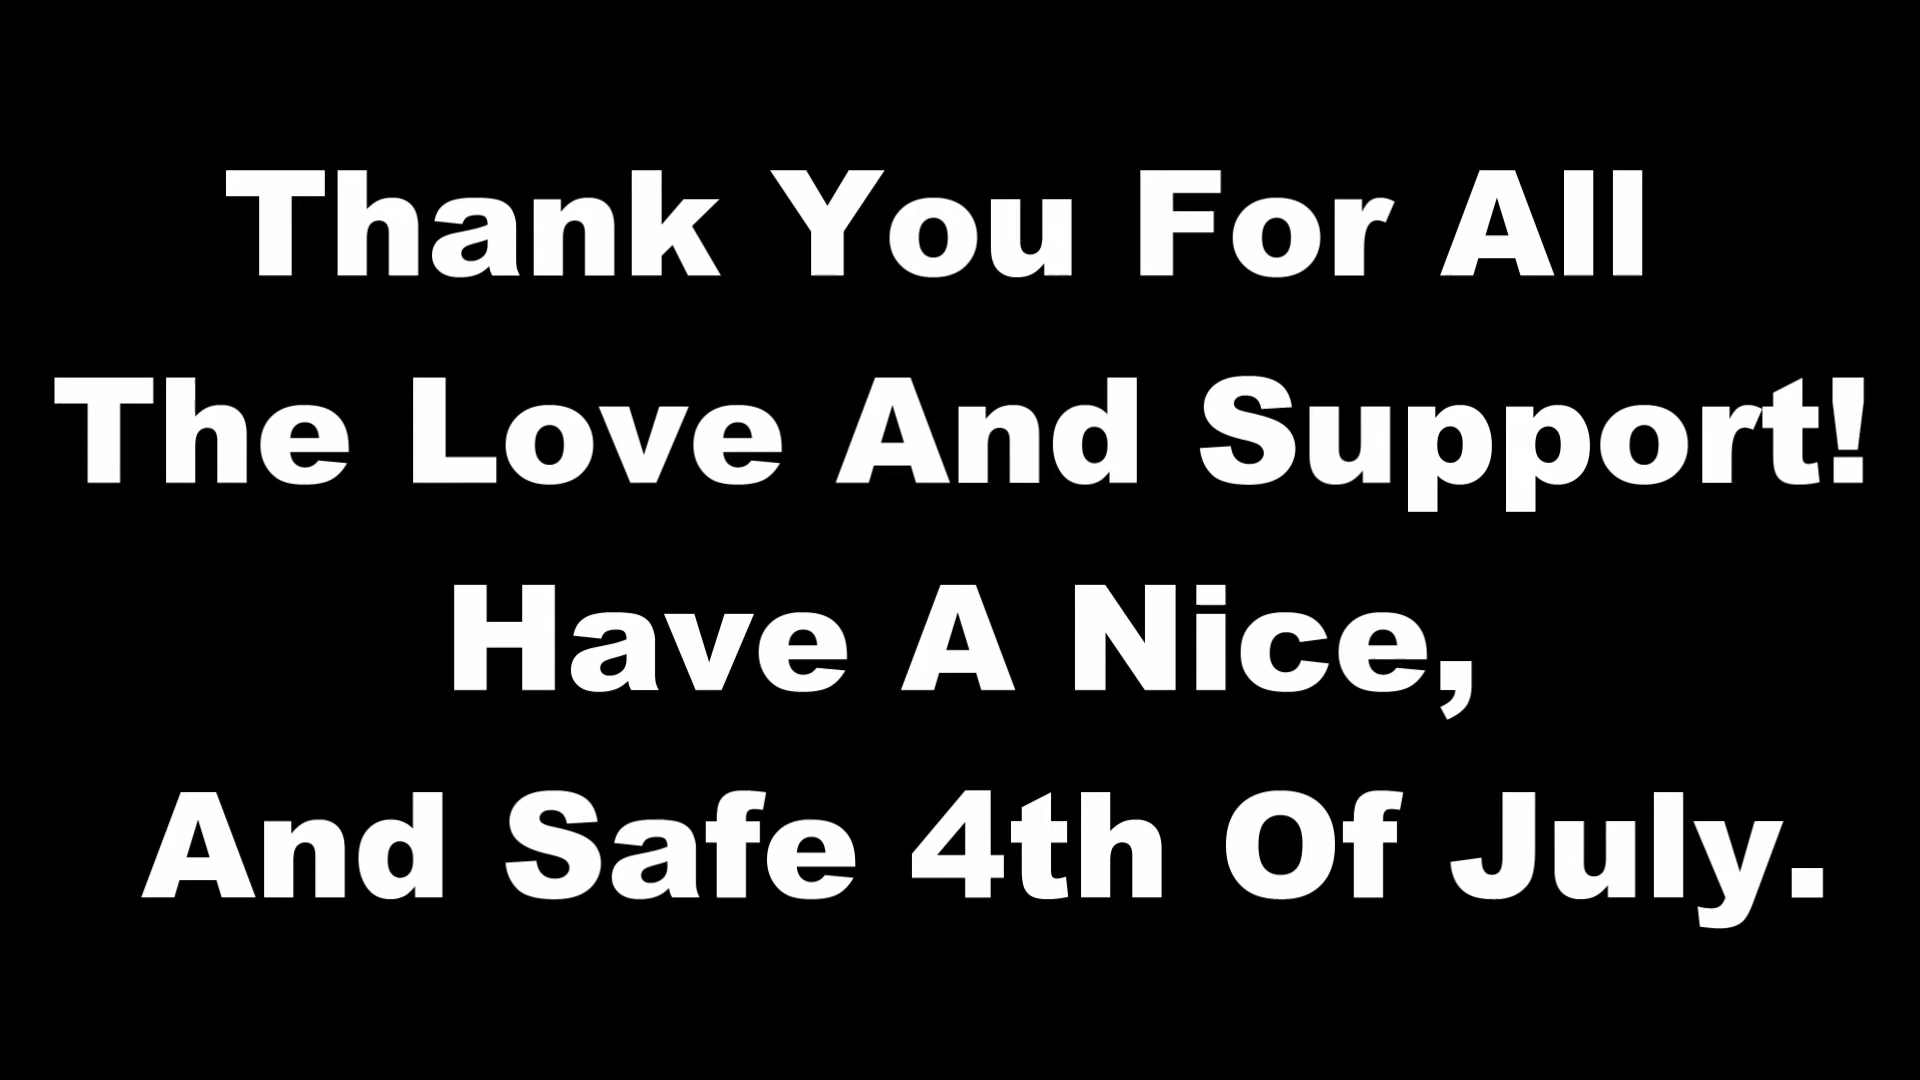 Thank You For All
The Love And Support!
Have A Nice,
And Safe 4th Of July.